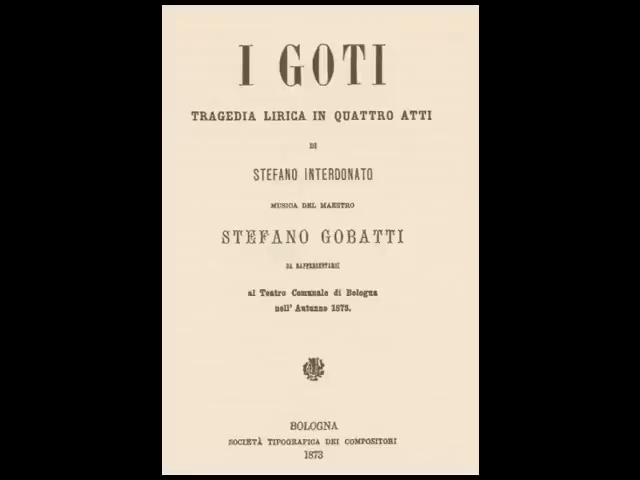 I GOTI
TRAGEDIA LIRICA IN QUATTRO ATTI
DI
STEFANO INTERDONATO
MUSICA DEL MAESTRO
STEFANO GOBATTI
DA RAPPRESENTARSI
al Teatro Comunale di Bologna
nell' Autunno 1873.
BOLOGNA
SOCIETÀ TIPOGRAFICA DEI COMPOSITORI
1873